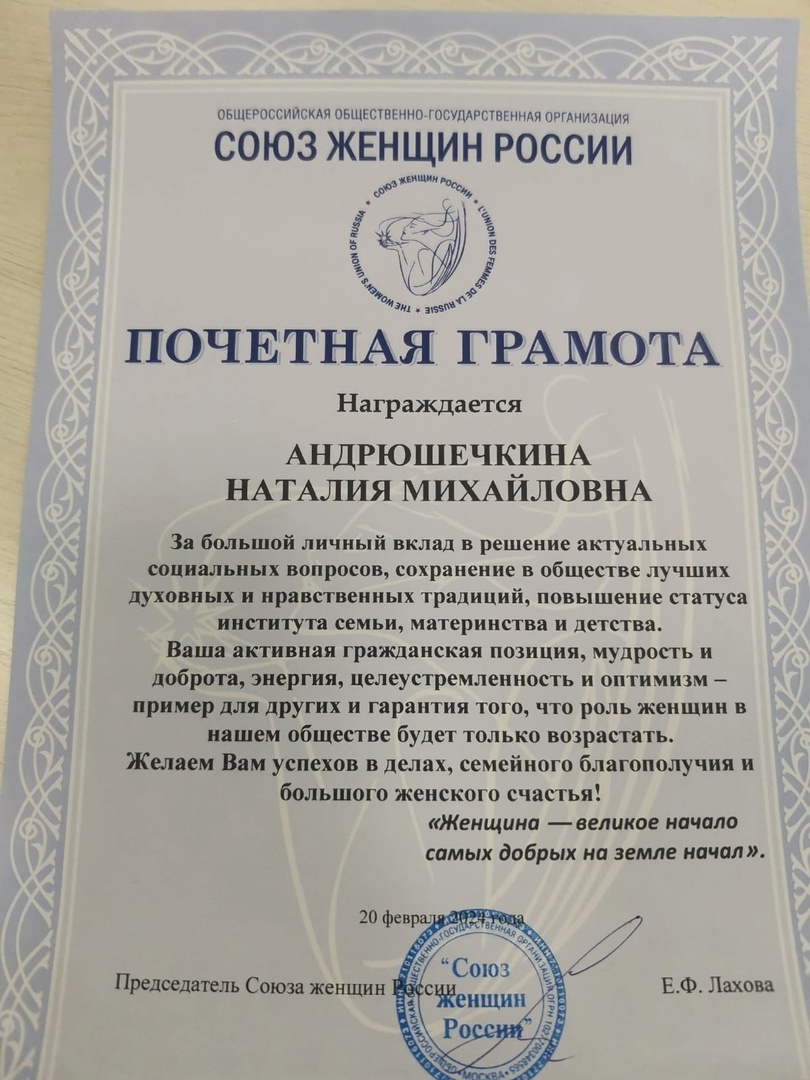 ОБЩЕРОССИЙСКАЯ ОБЩЕСТВЕННО-ГОСУДАРСТВЕННАЯ ОРГАНИЗАЦИЯ
СОЮЗ ЖЕНЩИН РОССИИ
* СОЮЗ ЖЕНЩИН РОССИИ * L'UNION DES FEMMES DE LA RUSSIE * THE WOMEN'S UNION OF RUSSIA
ПОЧЕТНАЯ ГРАМОТА
Награждается
АНДРЮШЕЧКИНА
НАТАЛИЯ МИХАЙЛОВНА
За большой личный вклад в решение актуальных
социальных вопросов, сохранение в обществе лучших
духовных и нравственных традиций, повышение статуса
института семьи, материнства и детства.
Ваша активная гражданская позиция, мудрость и
доброта, энергия, целеустремленность и оптимизм –
пример для других и гарантия того, что роль женщин в
нашем обществе будет только возрастать.
Желаем Вам успехов в делах, семейного благополучия и
большого женского счастья!
«Женщина — великое начало
самых добрых на земле начал».
20 февраля 2024 года
Председатель Союза женщин России
Е.Ф. Лахова
"Союз
женщин
России"
ОБЩЕРОССИЙСКАЯ ОБЩЕСТВЕННО-ГОСУДАРСТВЕННАЯ ОРГАНИЗАЦИЯ
МОСКВА